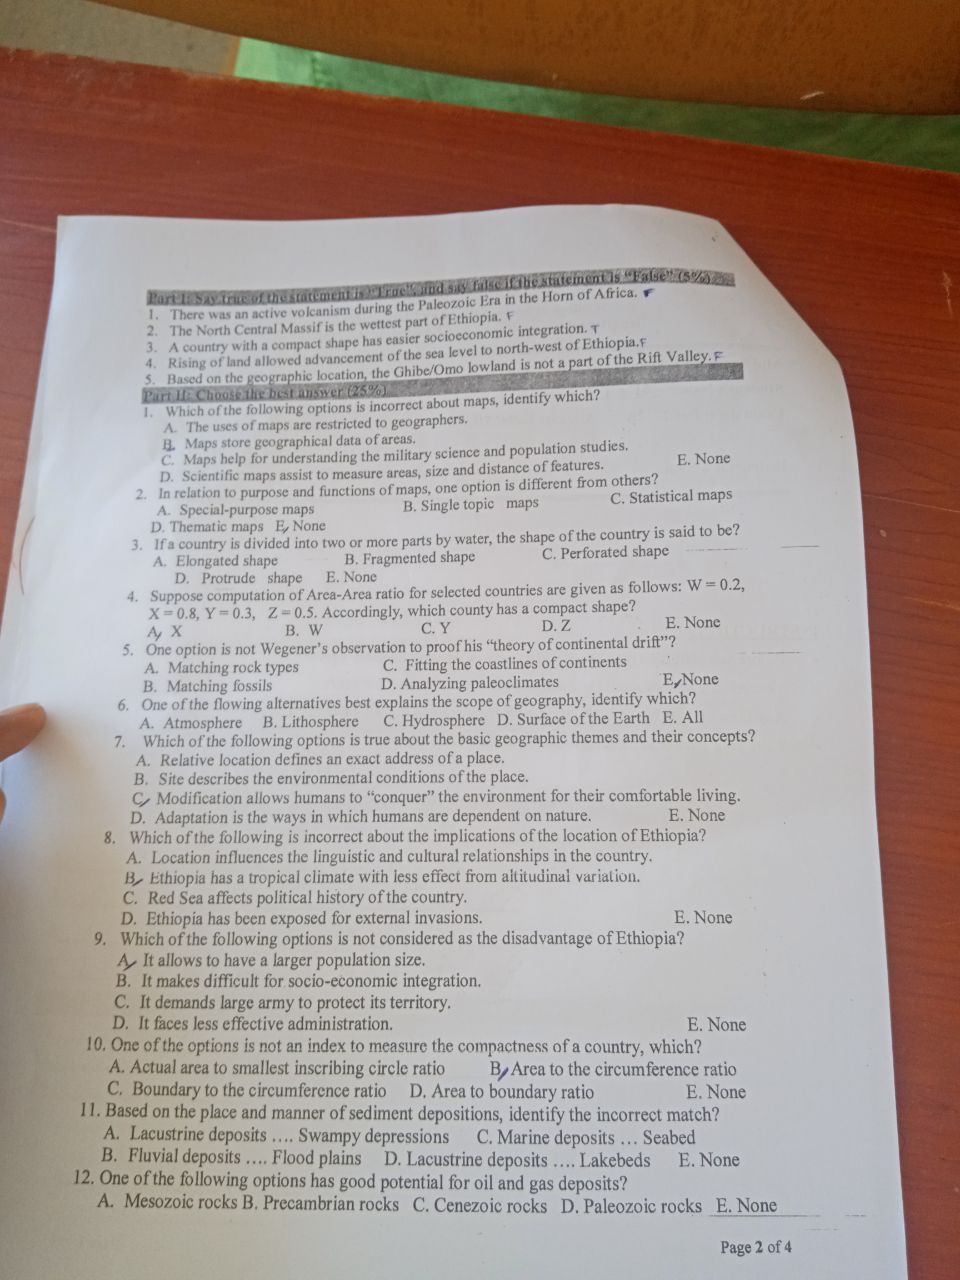 Part I: Say true of the statement is "True", and say false if the statement is "False" (5%)
1. There was an active volcanism during the Paleozoic Era in the Horn of Africa. F
2. The North Central Massif is the wettest part of Ethiopia. F
3. A country with a compact shape has easier socioeconomic integration. T
4. Rising of land allowed advancement of the sea level to north-west of Ethiopia. F
5. Based on the geographic location, the Ghibe/Omo lowland is not a part of the Rift Valley. F
Part II: Choose the best answer (25%)
1. Which of the following options is incorrect about maps, identify which?
A. The uses of maps are restricted to geographers.
B. Maps store geographical data of areas.
C. Maps help for understanding the military science and population studies.
D. Scientific maps assist to measure areas, size and distance of features. E. None
2. In relation to purpose and functions of maps, one option is different from others?
A. Special-purpose maps B. Single topic maps C. Statistical maps
D. Thematic maps E. None
3. If a country is divided into two or more parts by water, the shape of the country is said to be?
A. Elongated shape B. Fragmented shape C. Perforated shape
D. Protrude shape E. None
4. Suppose computation of Area-Area ratio for selected countries are given as follows: W = 0.2,
X = 0.8, Y = 0.3, Z = 0.5. Accordingly, which county has a compact shape?
A. X B. W C. Y D. Z E. None
5. One option is not Wegener's observation to proof his "theory of continental drift"?
A. Matching rock types C. Fitting the coastlines of continents
B. Matching fossils D. Analyzing paleoclimates E. None
6. One of the flowing alternatives best explains the scope of geography, identify which?
A. Atmosphere B. Lithosphere C. Hydrosphere D. Surface of the Earth E. All
7. Which of the following options is true about the basic geographic themes and their concepts?
A. Relative location defines an exact address of a place.
B. Site describes the environmental conditions of the place.
C. Modification allows humans to "conquer" the environment for their comfortable living.
D. Adaptation is the ways in which humans are dependent on nature. E. None
8. Which of the following is incorrect about the implications of the location of Ethiopia?
A. Location influences the linguistic and cultural relationships in the country.
B. Ethiopia has a tropical climate with less effect from altitudinal variation.
C. Red Sea affects political history of the country.
D. Ethiopia has been exposed for external invasions. E. None
9. Which of the following options is not considered as the disadvantage of Ethiopia?
A. It allows to have a larger population size.
B. It makes difficult for socio-economic integration.
C. It demands large army to protect its territory.
D. It faces less effective administration. E. None
10. One of the options is not an index to measure the compactness of a country, which?
A. Actual area to smallest inscribing circle ratio B. Area to the circumference ratio
C. Boundary to the circumference ratio D. Area to boundary ratio E. None
11. Based on the place and manner of sediment depositions, identify the incorrect match?
A. Lacustrine deposits .... Swampy depressions C. Marine deposits ... Seabed
B. Fluvial deposits .... Flood plains D. Lacustrine deposits .... Lakebeds E. None
12. One of the following options has good potential for oil and gas deposits?
A. Mesozoic rocks B. Precambrian rocks C. Cenezoic rocks D. Paleozoic rocks E. None
Page 2 of 4